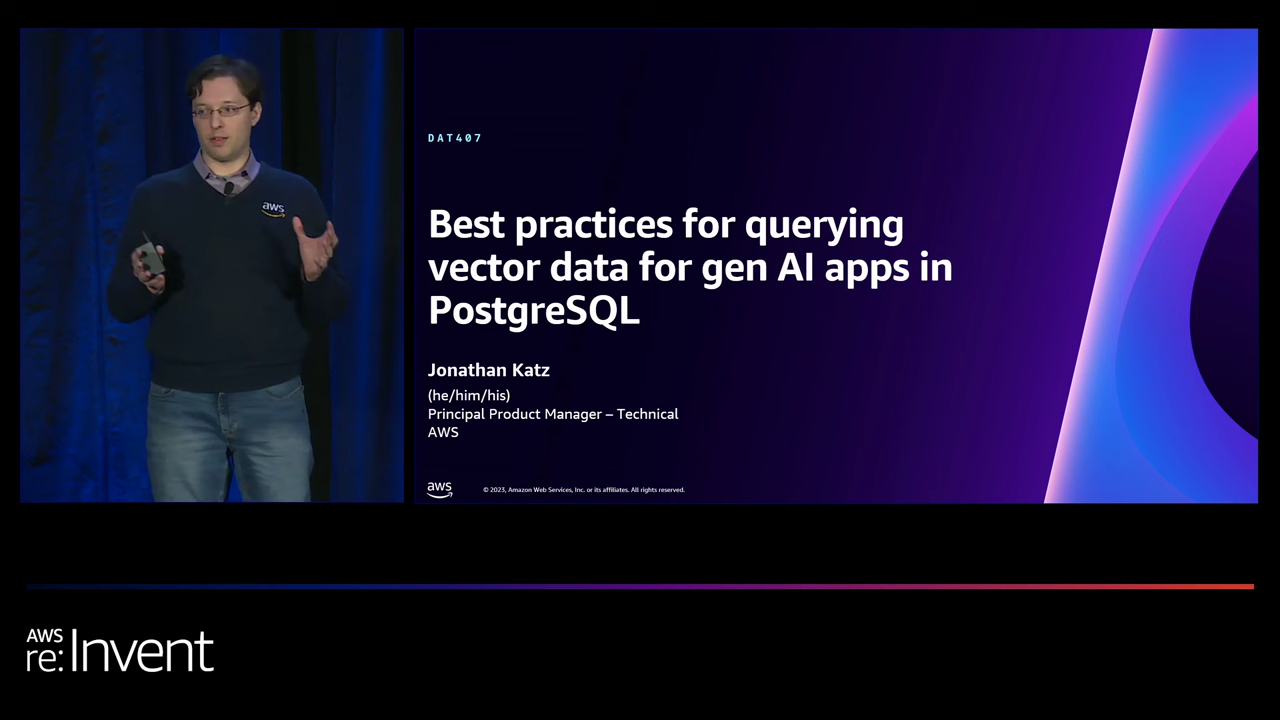 aws
DAT407
Best practices for querying
vector data for gen AI apps in
PostgreSQL
Jonathan Katz
(he/him/his)
Principal Product Manager – Technical
AWS
aws
© 2023, Amazon Web Services, Inc. or its affiliates. All rights reserved.
AWS
re:Invent